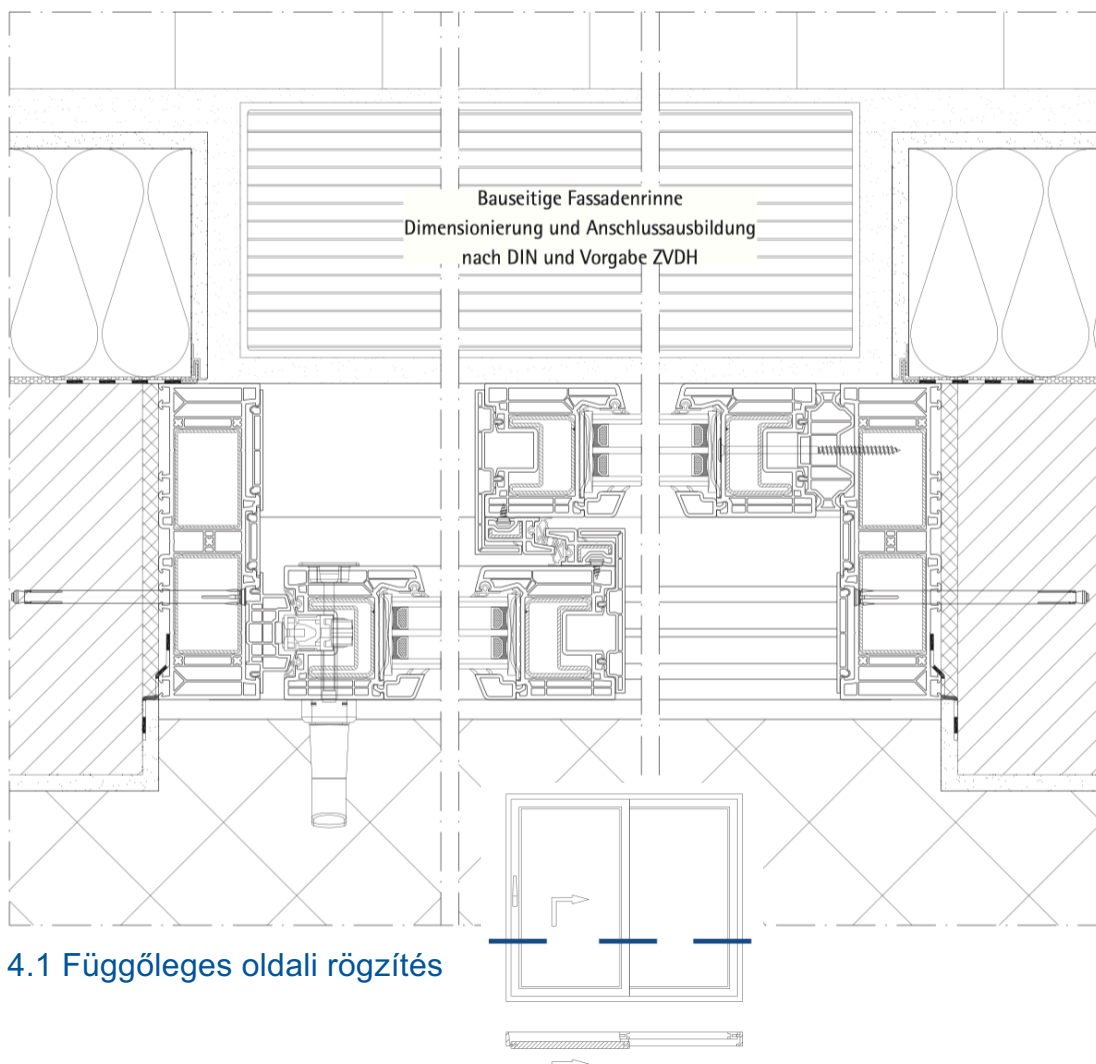 Bauseitige Fassadenrinne
Dimensionierung und Anschlussausbildung
nach DIN und Vorgabe ZVDH
4.1 Függőleges oldali rögzítés